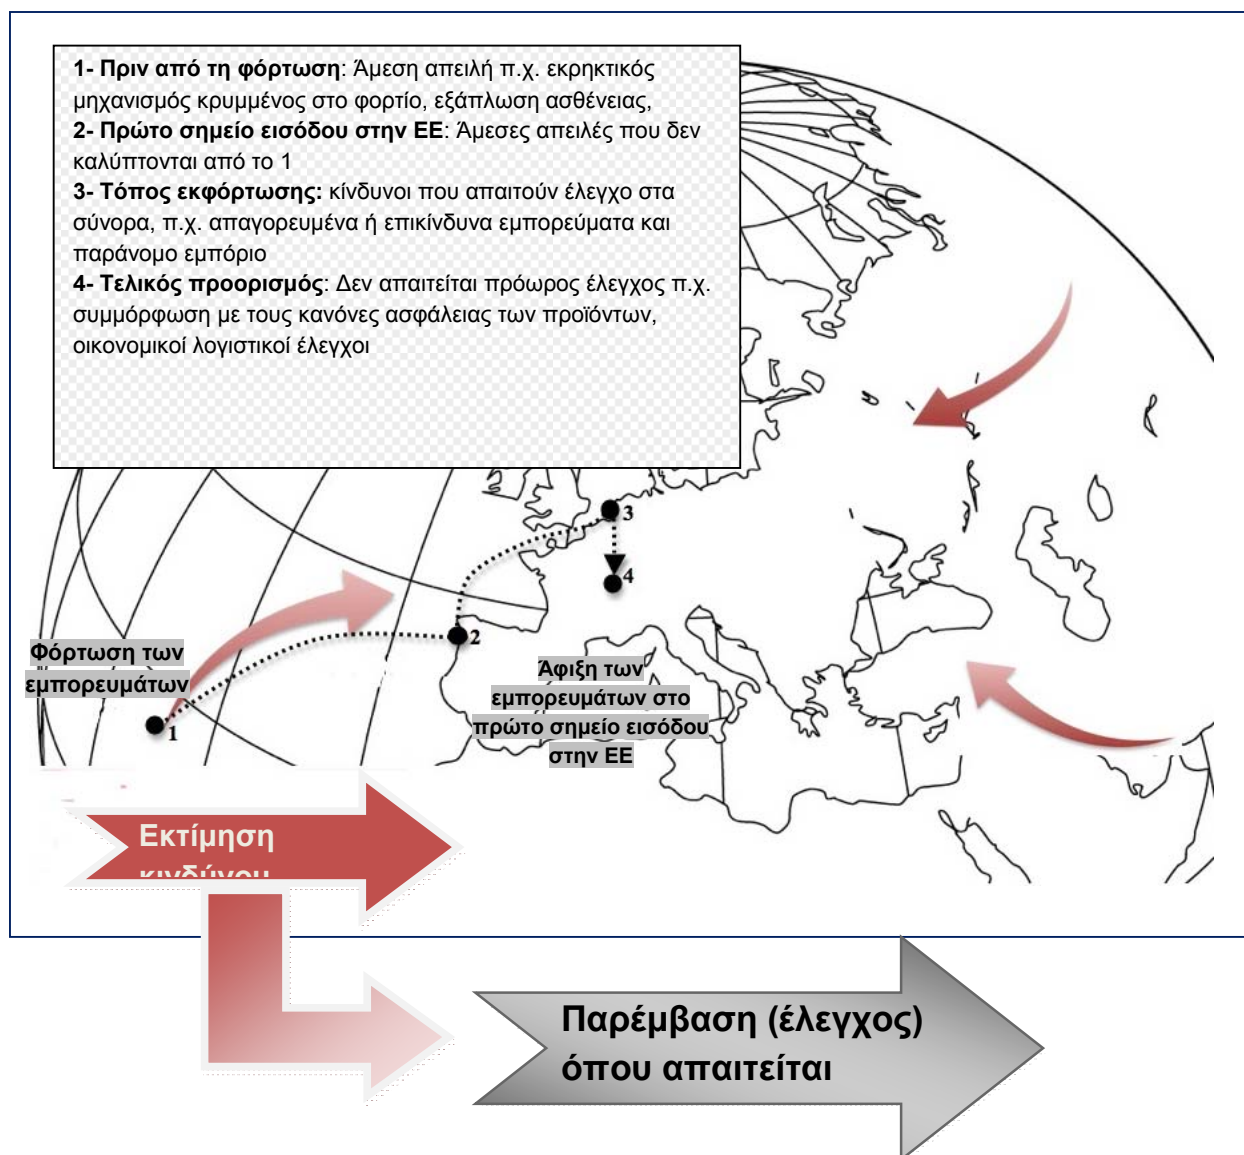 1- Πριν από τη φόρτωση: Άμεση απειλή π.χ. εκρηκτικός
μηχανισμός κρυμμένος στο φορτίο, εξάπλωση ασθένειας,
2- Πρώτο σημείο εισόδου στην ΕΕ: Άμεσες απειλές που δεν
καλύπτονται από το 1
3- Τόπος εκφόρτωσης: κίνδυνοι που απαιτούν έλεγχο στα
σύνορα, π.χ. απαγορευμένα ή επικίνδυνα εμπορεύματα και
παράνομο εμπόριο
4- Τελικός προορισμός: Δεν απαιτείται πρόωρος έλεγχος π.χ.
συμμόρφωση με τους κανόνες ασφάλειας των προϊόντων,
οικονομικοί λογιστικοί έλεγχοι
3
4
2
Φόρτωση των
εμπορευμάτων
1
Άφιξη των
εμπορευμάτων στο
πρώτο σημείο εισόδου
στην ΕΕ
Εκτίμηση
κινδύνου
Παρέμβαση (έλεγχος)
όπου απαιτείται